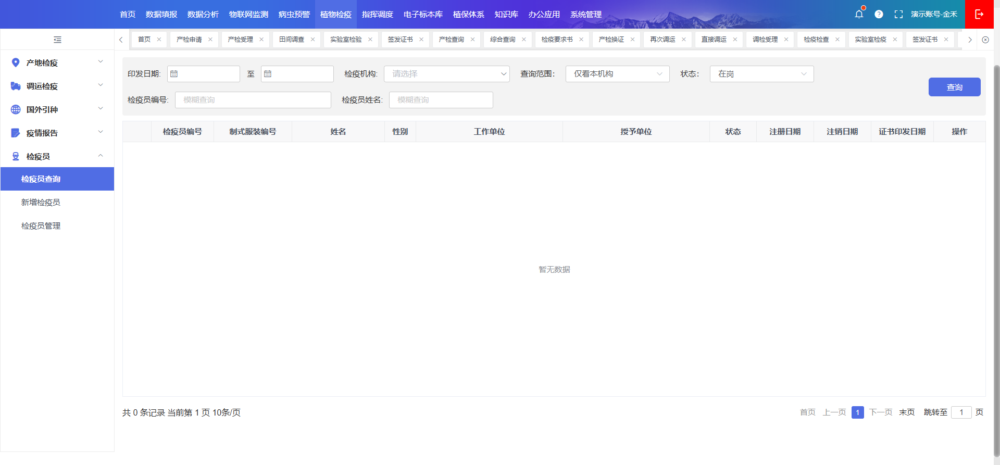 首页 数据填报 数据分析 物联网监测 病虫预警 植物检疫 指挥调度 电子标本库 植保体系 知识库 办公应用 系统管理 演示账号-金禾
首页 产检申请 产检受理 田间调查 实验室检验 签发证书 产检查询 综合查询 检疫要求书 产检换证 再次调运 直接调运 调检受理 检疫检查 实验室检疫 签发证书
产地检疫
调运检疫
国外引种
疫情报告
检疫员
检疫员查询
新增检疫员
检疫员管理
印发日期: 至 检疫机构: 请选择 查询范围: 仅看本机构 状态: 在岗
查询
检疫员编号: 模糊查询 检疫员姓名: 模糊查询
检疫员编号 制式服装编号 姓名 性别 工作单位 授予单位 状态 注册日期 注销日期 证书印发日期 操作
暂无数据
共 0 条记录 当前第 1 页 10条/页 首页 上一页 1 下一页 末页 跳转至 1 页